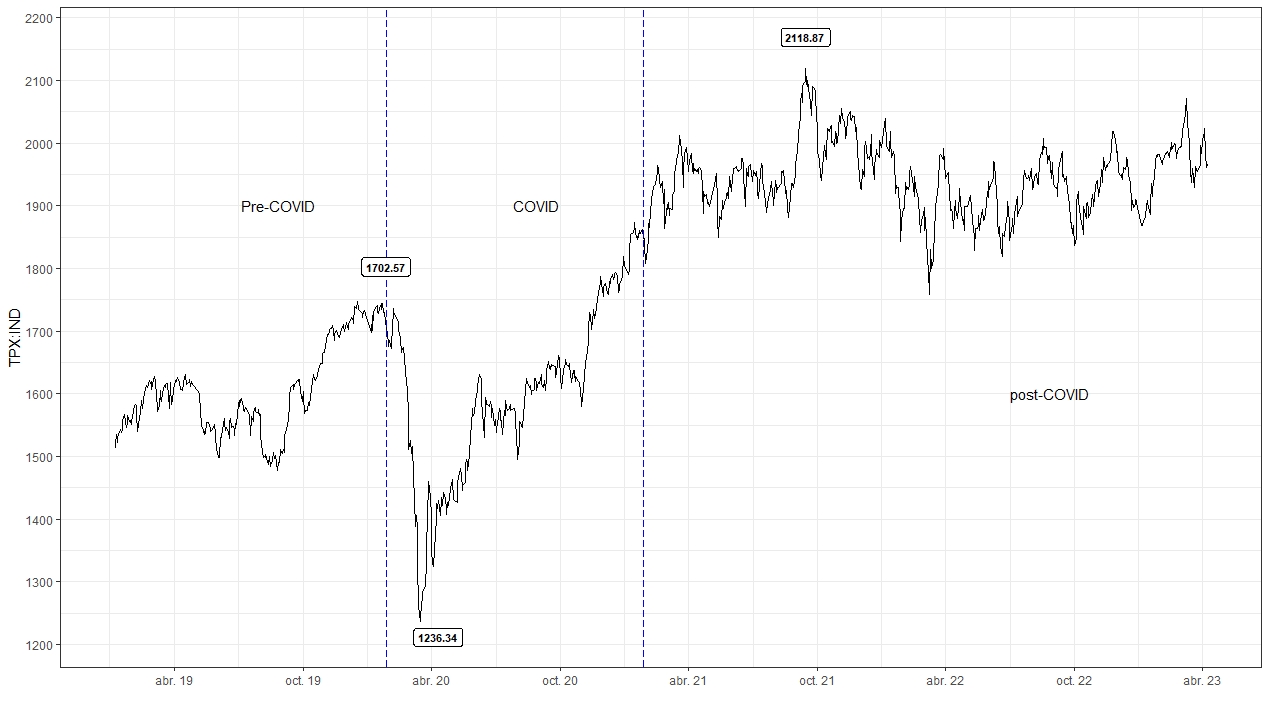 2200
2118.87
2100
2000
1900
Pre-COVID
COVID
1800
1702.57
1700
TPX:IND
1600
post-COVID
1500
1400
1300
1236.34
1200
abr. 19
oct. 19
abr. 20
oct. 20
abr. 21
oct. 21
abr. 22
oct. 22
abr. 23